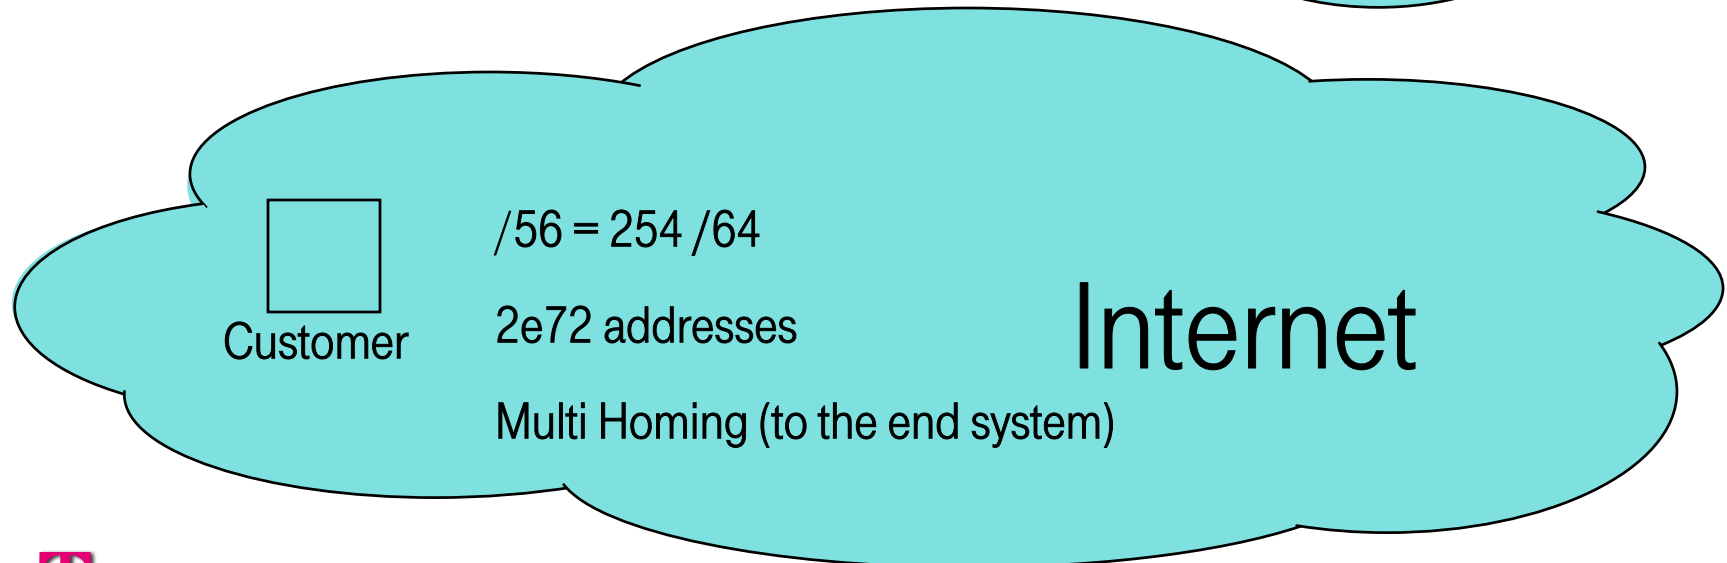 /56 = 254 /64
2e72 addresses
Customer
Internet
Multi Homing (to the end system)